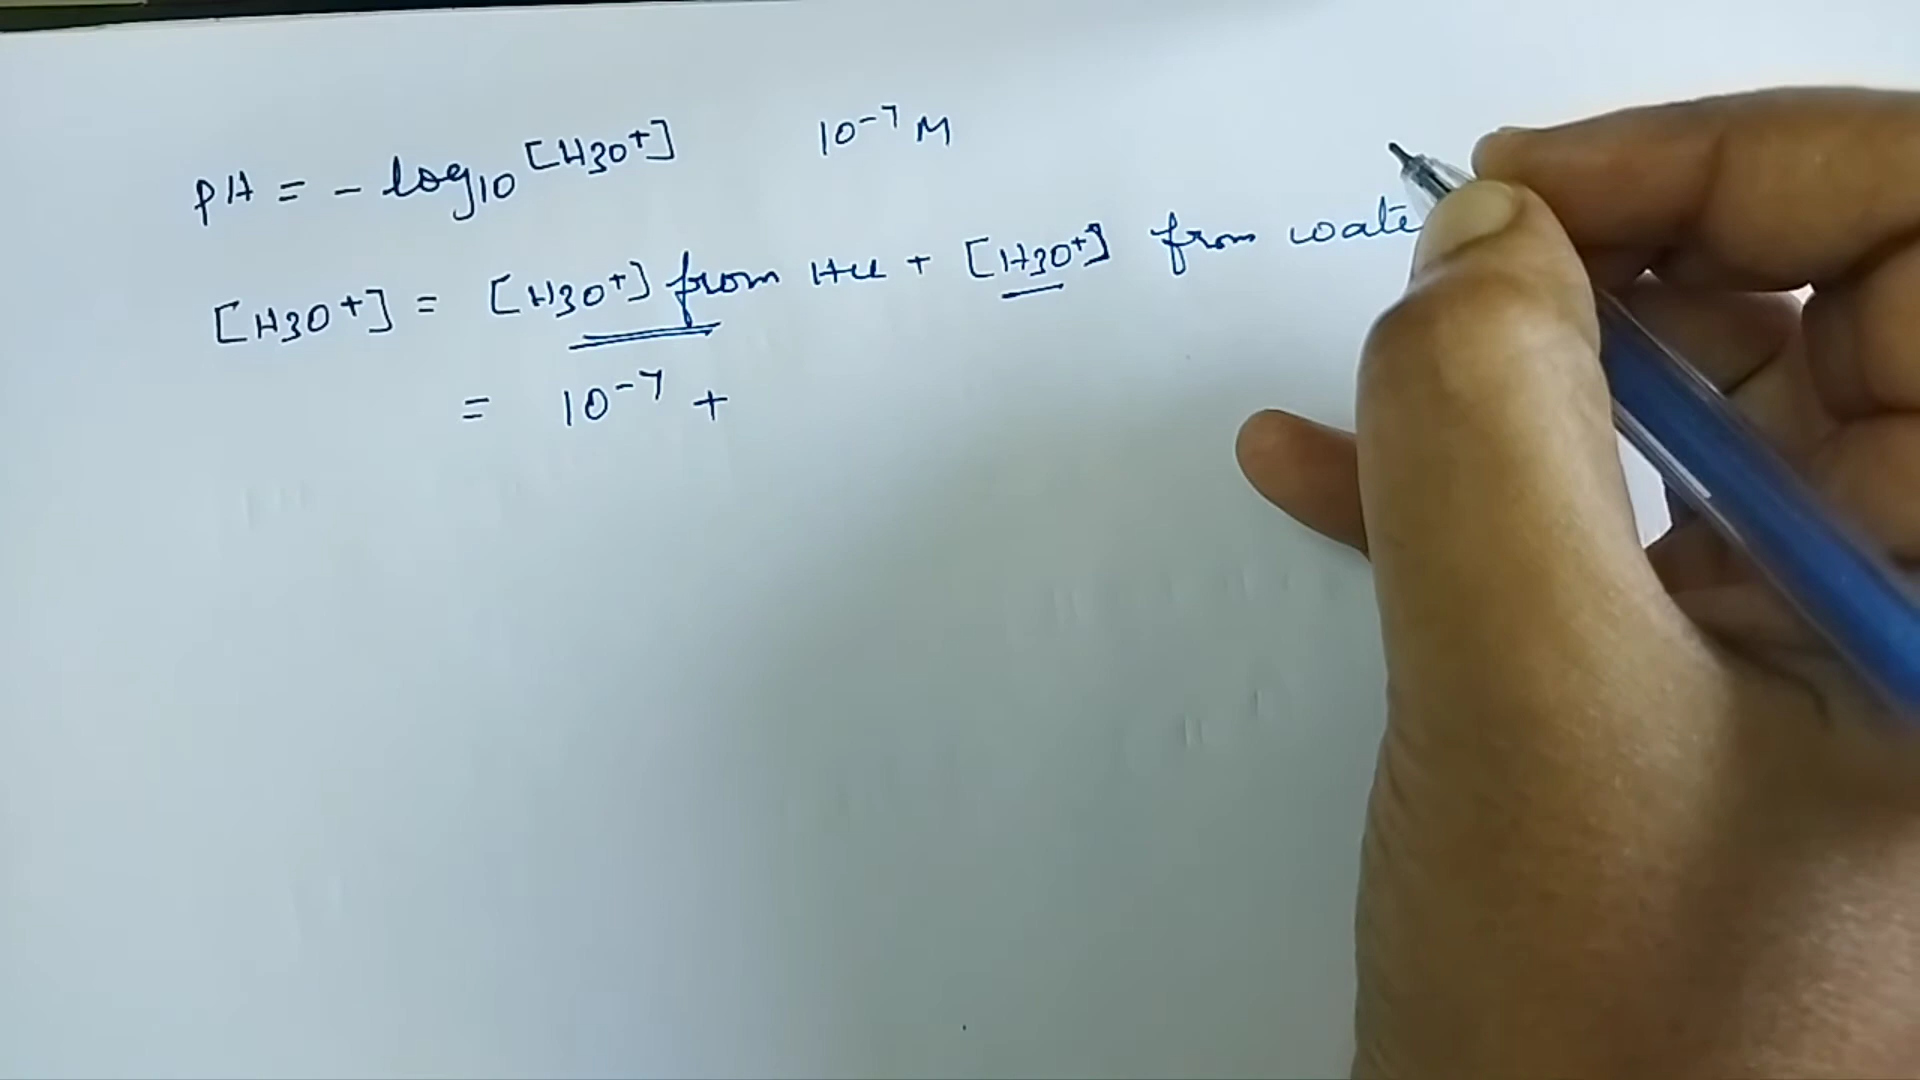 pH = - log10 [H3O+] 10-7 M
[H3O+] = [H3O+] from HCl + [H3O+] from wate
= 10-7 +